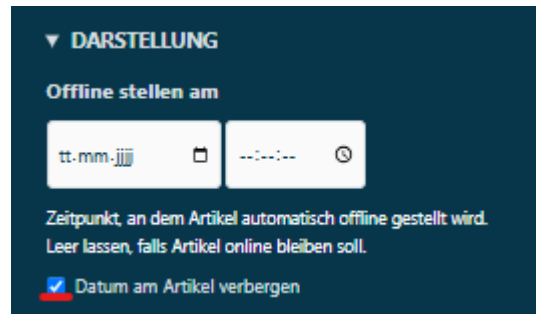 ▼ DARSTELLUNG
Offline stellen am
tt.mm.jjjj --:--:--
Zeitpunkt, an dem Artikel automatisch offline gestellt wird.
Leer lassen, falls Artikel online bleiben soll.
Datum am Artikel verbergen